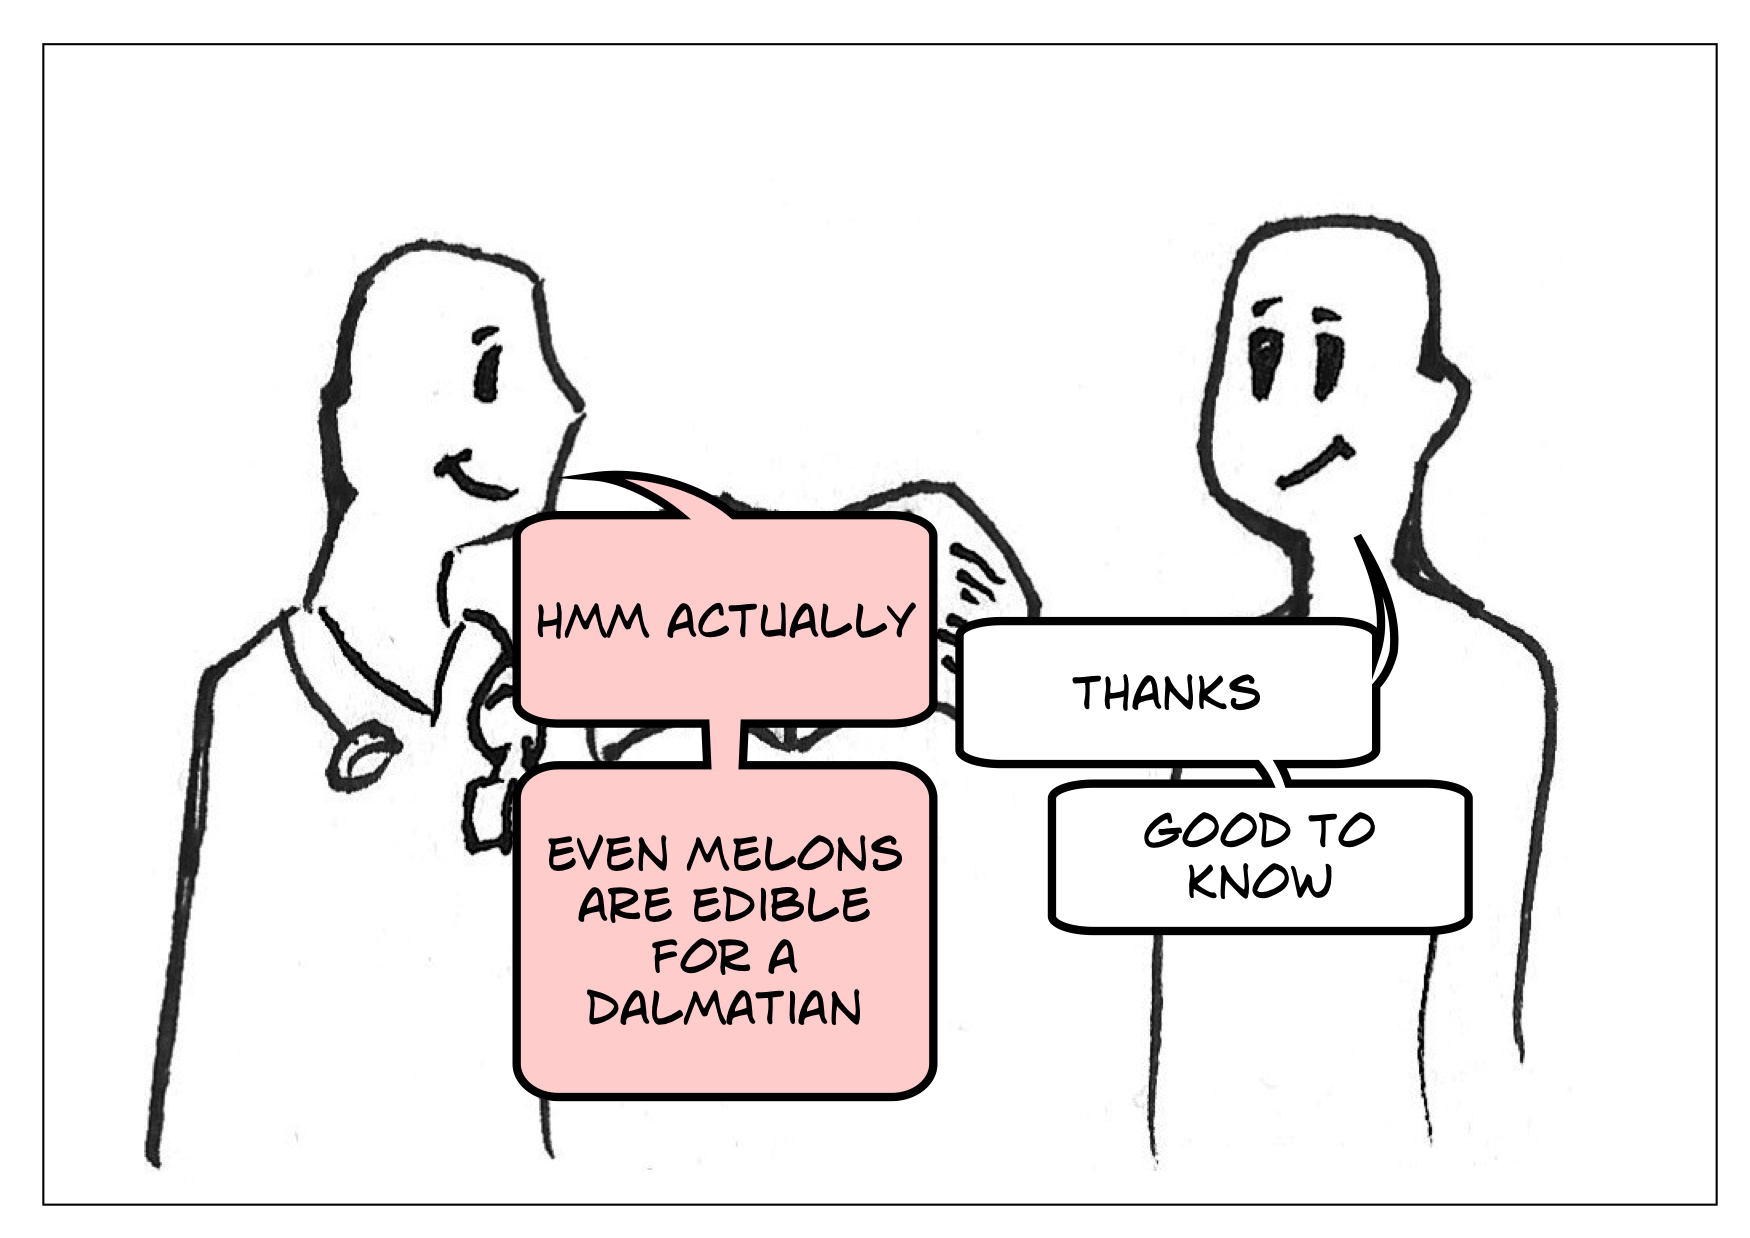 HMM ACTUALLY
EVEN MELONS
ARE EDIBLE
FOR A
DALMATIAN
THANKS
GOOD TO
KNOW